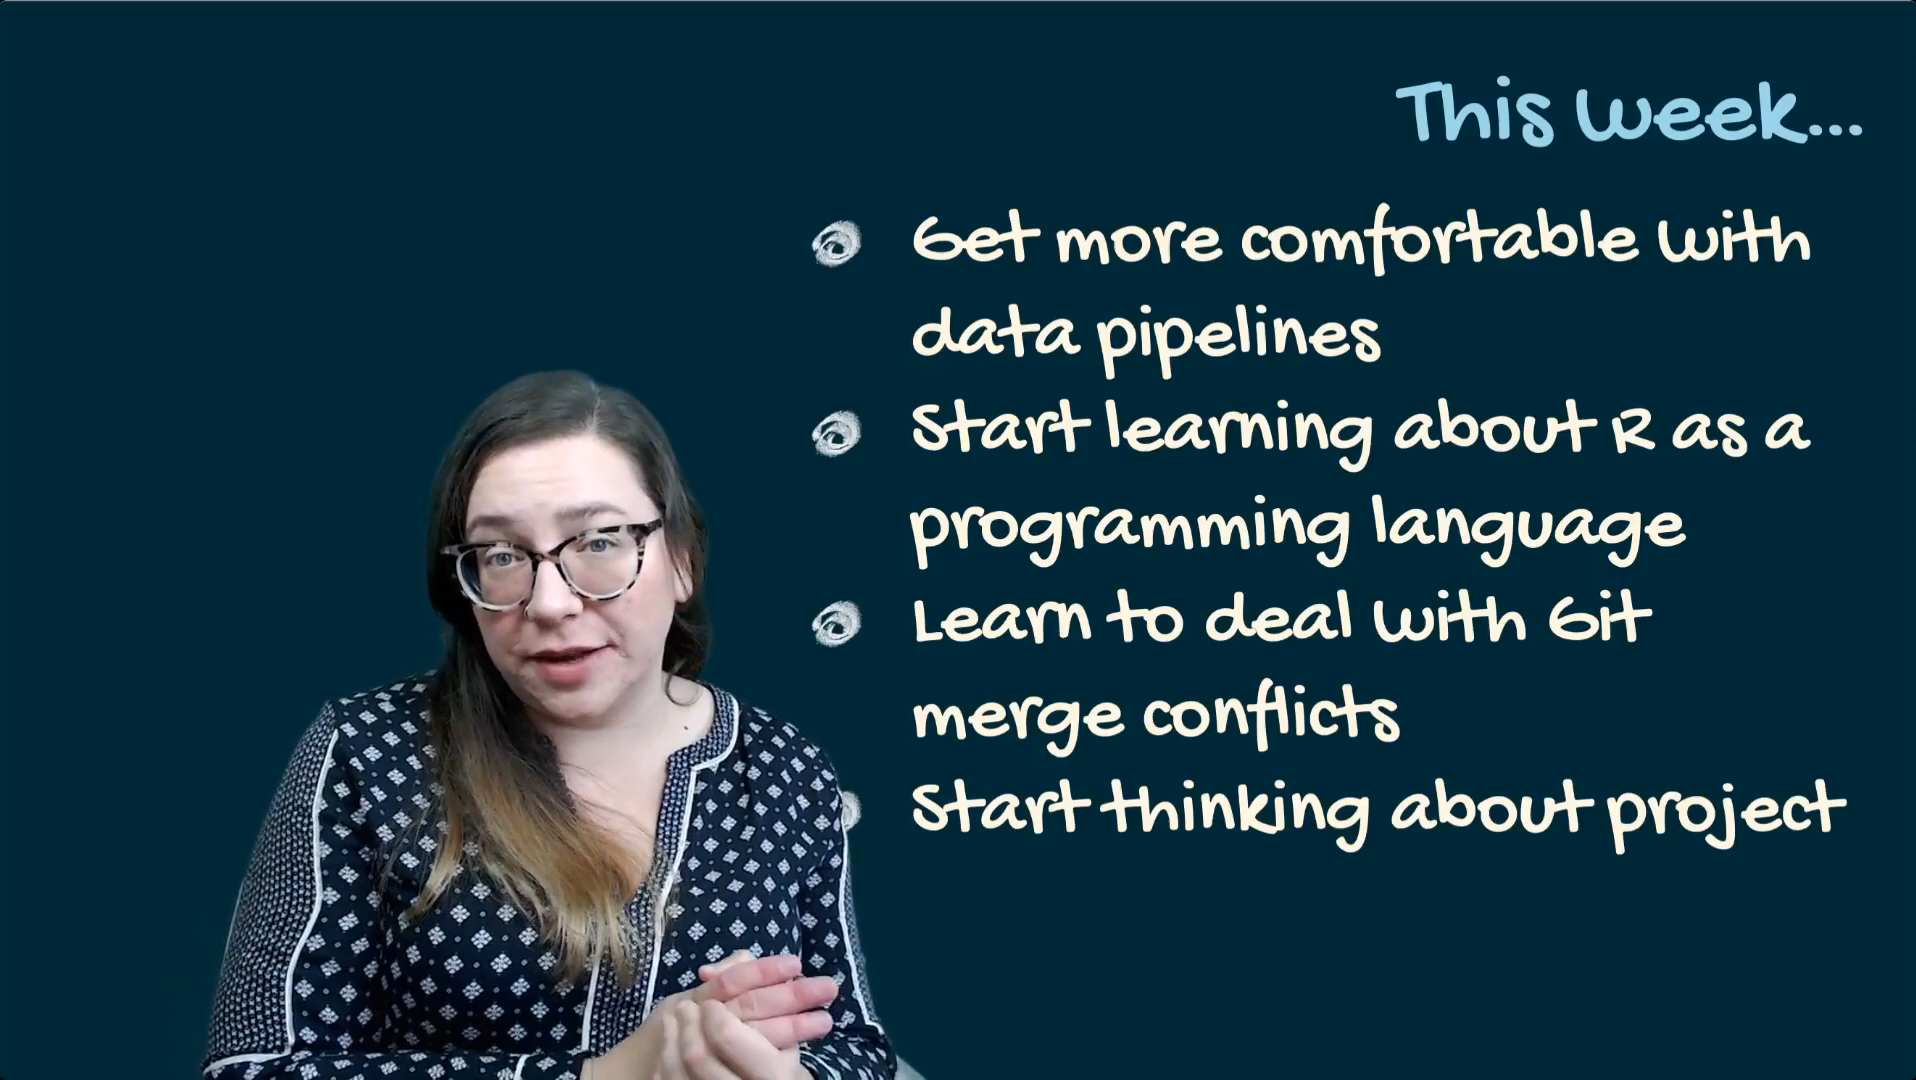 This week...
Get more comfortable with
data pipelines
Start learning about R as a
programming language
Learn to deal with Git
merge conflicts
Start thinking about project